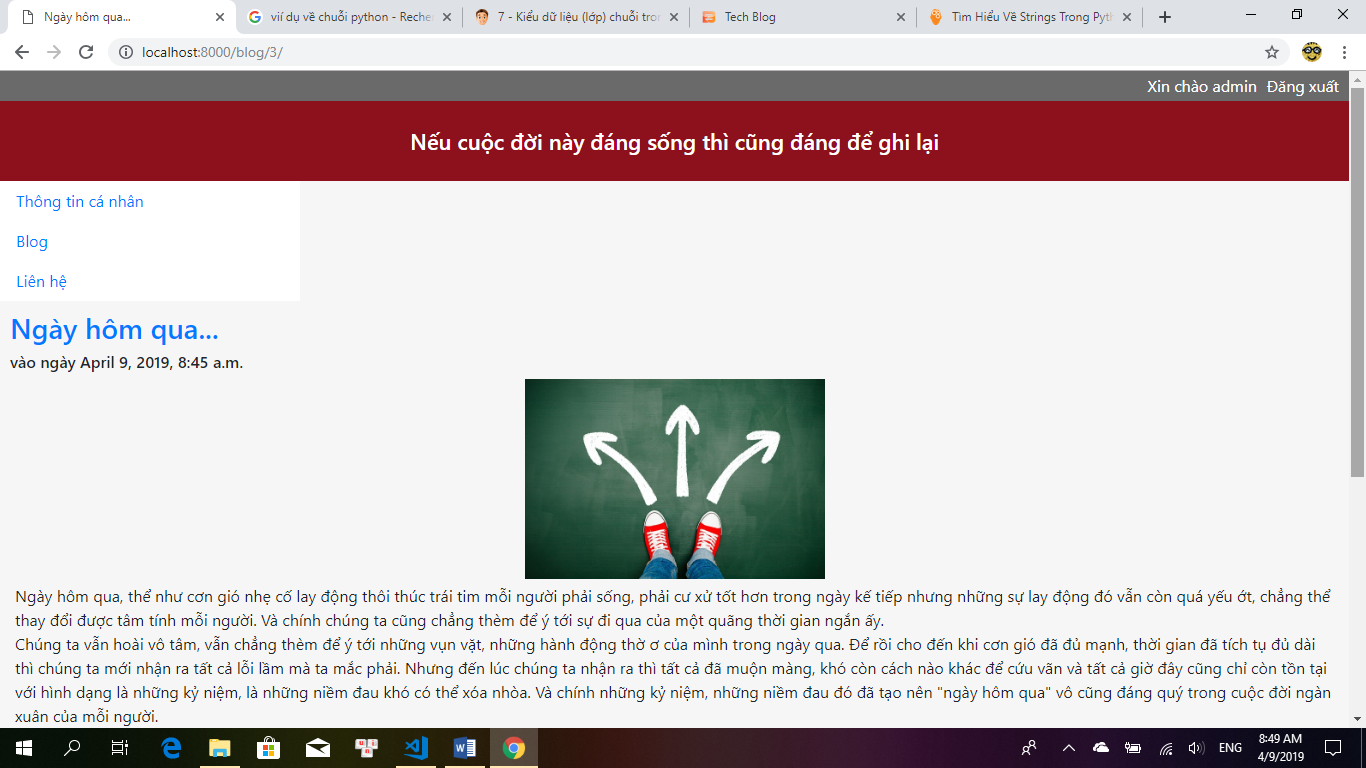 Ngày hôm qua...
vií dụ về chuỗi python - Recher
7 - Kiểu dữ liệu (lớp) chuỗi tron
Tech Blog
Tìm Hiểu Về Strings Trong Pyth
localhost:8000/blog/3/
Xin chào admin Đăng xuất
Nếu cuộc đời này đáng sống thì cũng đáng để ghi lại
Thông tin cá nhân
Blog
Liên hệ
Ngày hôm qua...
vào ngày April 9, 2019, 8:45 a.m.
Ngày hôm qua, thể như cơn gió nhẹ cố lay động thôi thúc trái tim mỗi người phải sống, phải cư xử tốt hơn trong ngày kế tiếp nhưng những sự lay động đó vẫn còn quá yếu ớt, chẳng thể
thay đổi được tâm tính mỗi người. Và chính chúng ta cũng chẳng thèm để ý tới sự đi qua của một quãng thời gian ngắn ấy.
Chúng ta vẫn hoài vô tâm, vẫn chẳng thèm để ý tới những vụn vặt, những hành động thờ ơ của mình trong ngày qua. Để rồi cho đến khi cơn gió đã đủ mạnh, thời gian đã tích tụ đủ dài
thì chúng ta mới nhận ra tất cả lỗi lầm mà ta mắc phải. Nhưng đến lúc chúng ta nhận ra thì tất cả đã muộn màng, khó còn cách nào khác để cứu vãn và tất cả giờ đây cũng chỉ còn tồn tại
với hình dạng là những kỷ niệm, là những niềm đau khó có thể xóa nhòa. Và chính những kỷ niệm, những niềm đau đó đã tạo nên "ngày hôm qua" vô cũng đáng quý trong cuộc đời ngàn
xuân của mỗi người.
ENG
8:49 AM
4/9/2019